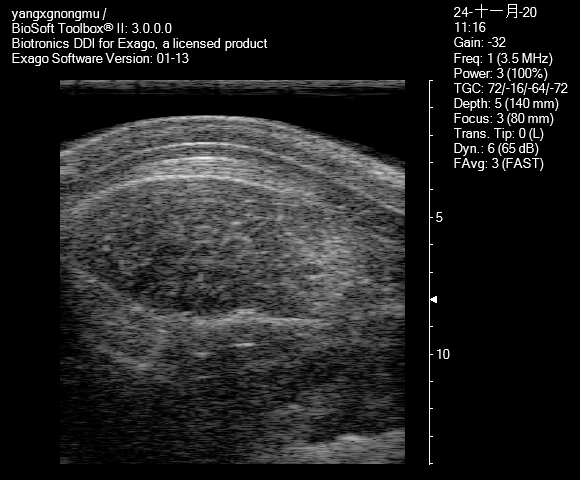 yangxgnongmu /
BioSoft Toolbox® II: 3.0.0.0
Biotronics DDI for Exago, a licensed product
Exago Software Version: 01-13
24-十一月-20
11:16
Gain: -32
Freq: 1 (3.5 MHz)
Power: 3 (100%)
TGC: 72/-16/-64/-72
Depth: 5 (140 mm)
Focus: 3 (80 mm)
Trans. Tip: 0 (L)
Dyn.: 6 (65 dB)
FAvg: 3 (FAST)
5
10